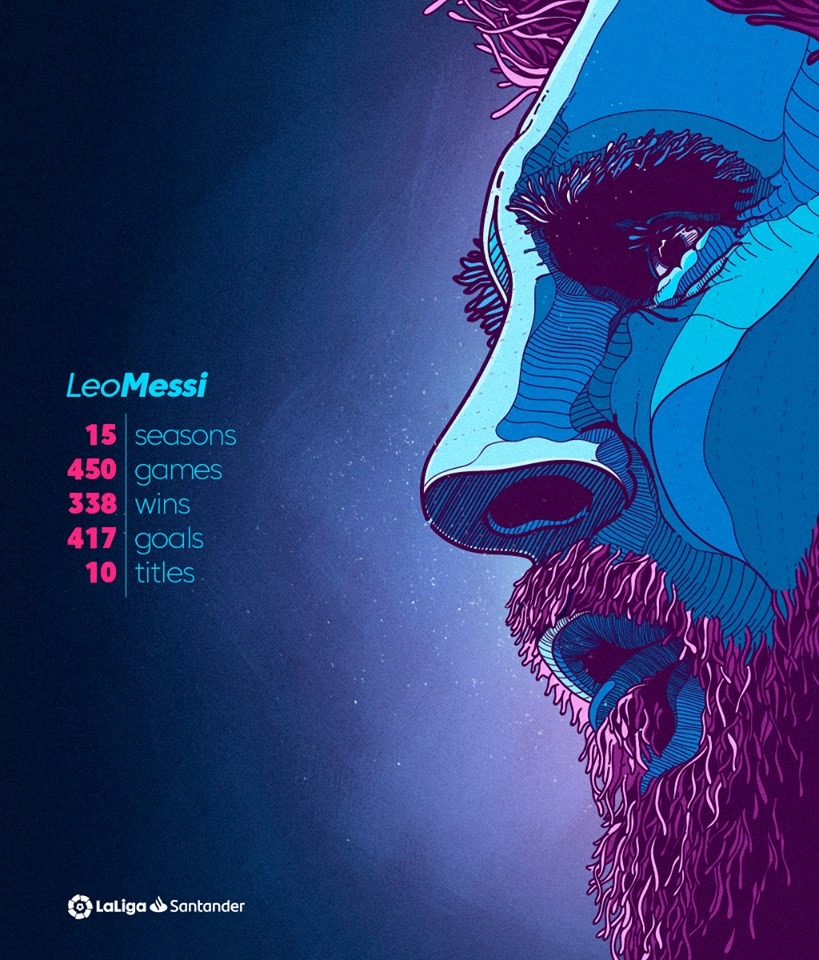 LeoMessi
15 seasons
450 games
338 wins
417 goals
10 titles
LaLiga Santander